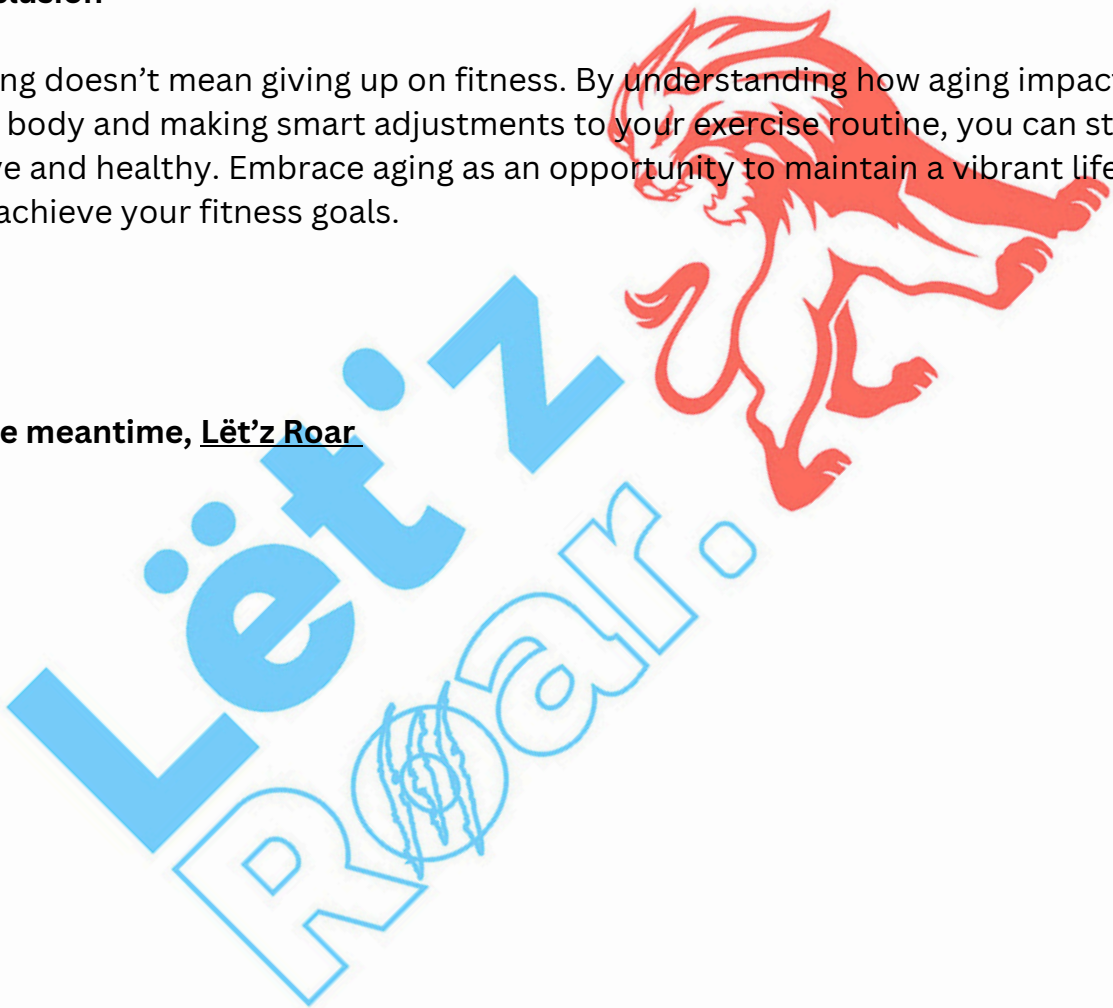 clusion
ng doesn’t mean giving up on fitness. By understanding how aging impac
body and making smart adjustments to your exercise routine, you can st
ve and healthy. Embrace aging as an opportunity to maintain a vibrant life
achieve your fitness goals.
e meantime, Lët’z Roar
Lët’z
Roar.